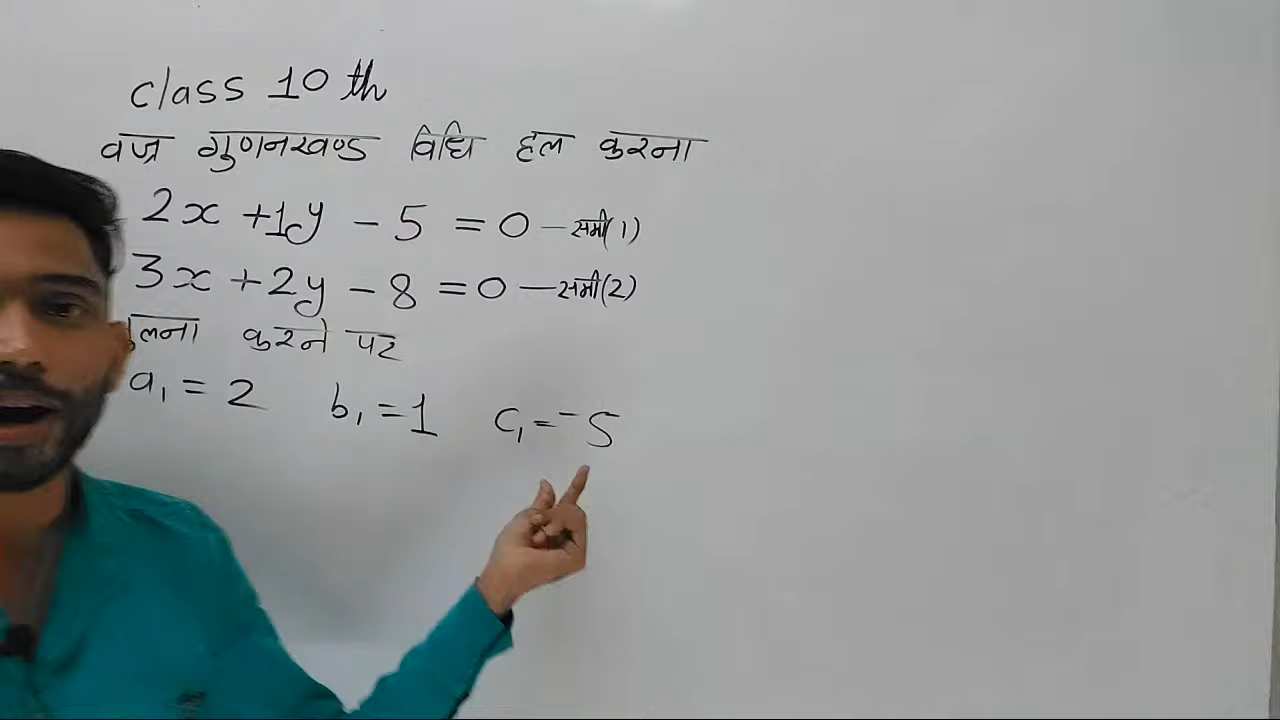 class 10 th
वज्र गुणनखण्ड विधि हल करना
2x +1y - 5 = 0 — समी(1)
3x + 2y - 8 = 0 — समी(2)
करने पर
a₁ = 2 b₁ = 1 c₁ = -5